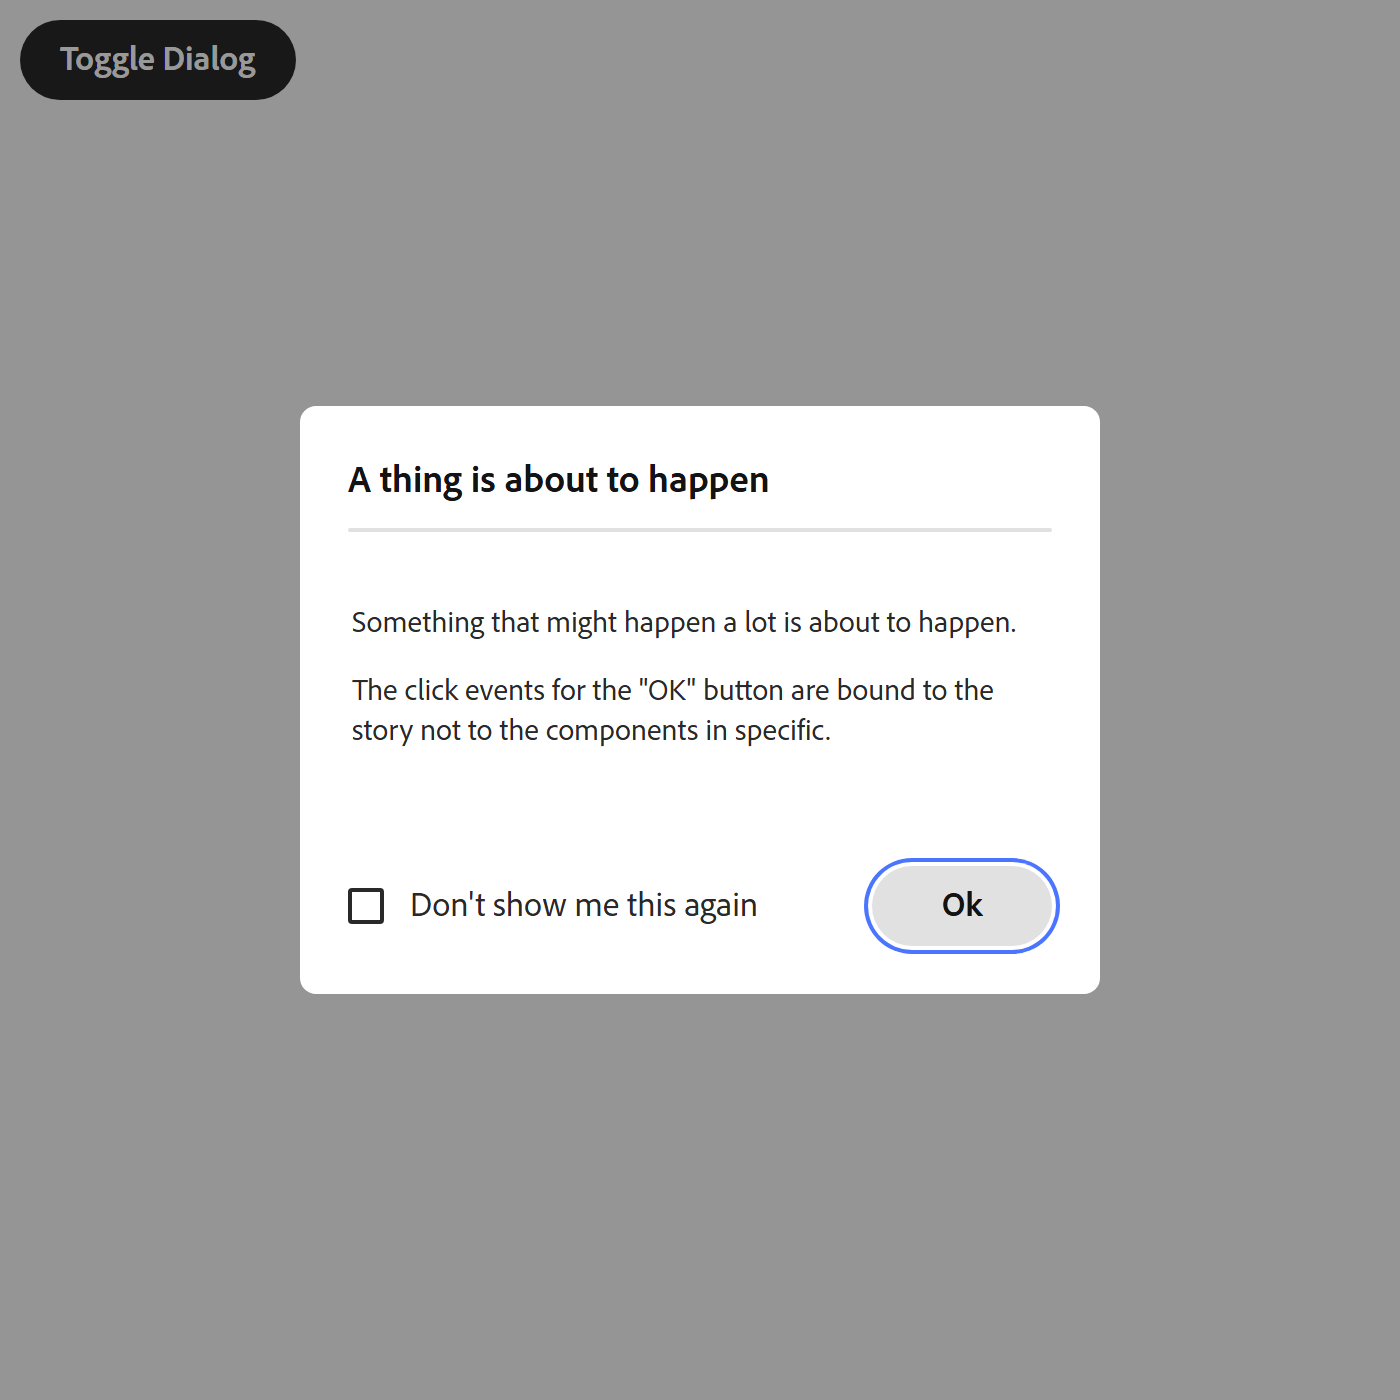 Toggle Dialog
A thing is about to happen
Something that might happen a lot is about to happen.
The click events for the "OK" button are bound to the
story not to the components in specific.
Don't show me this again
Ok